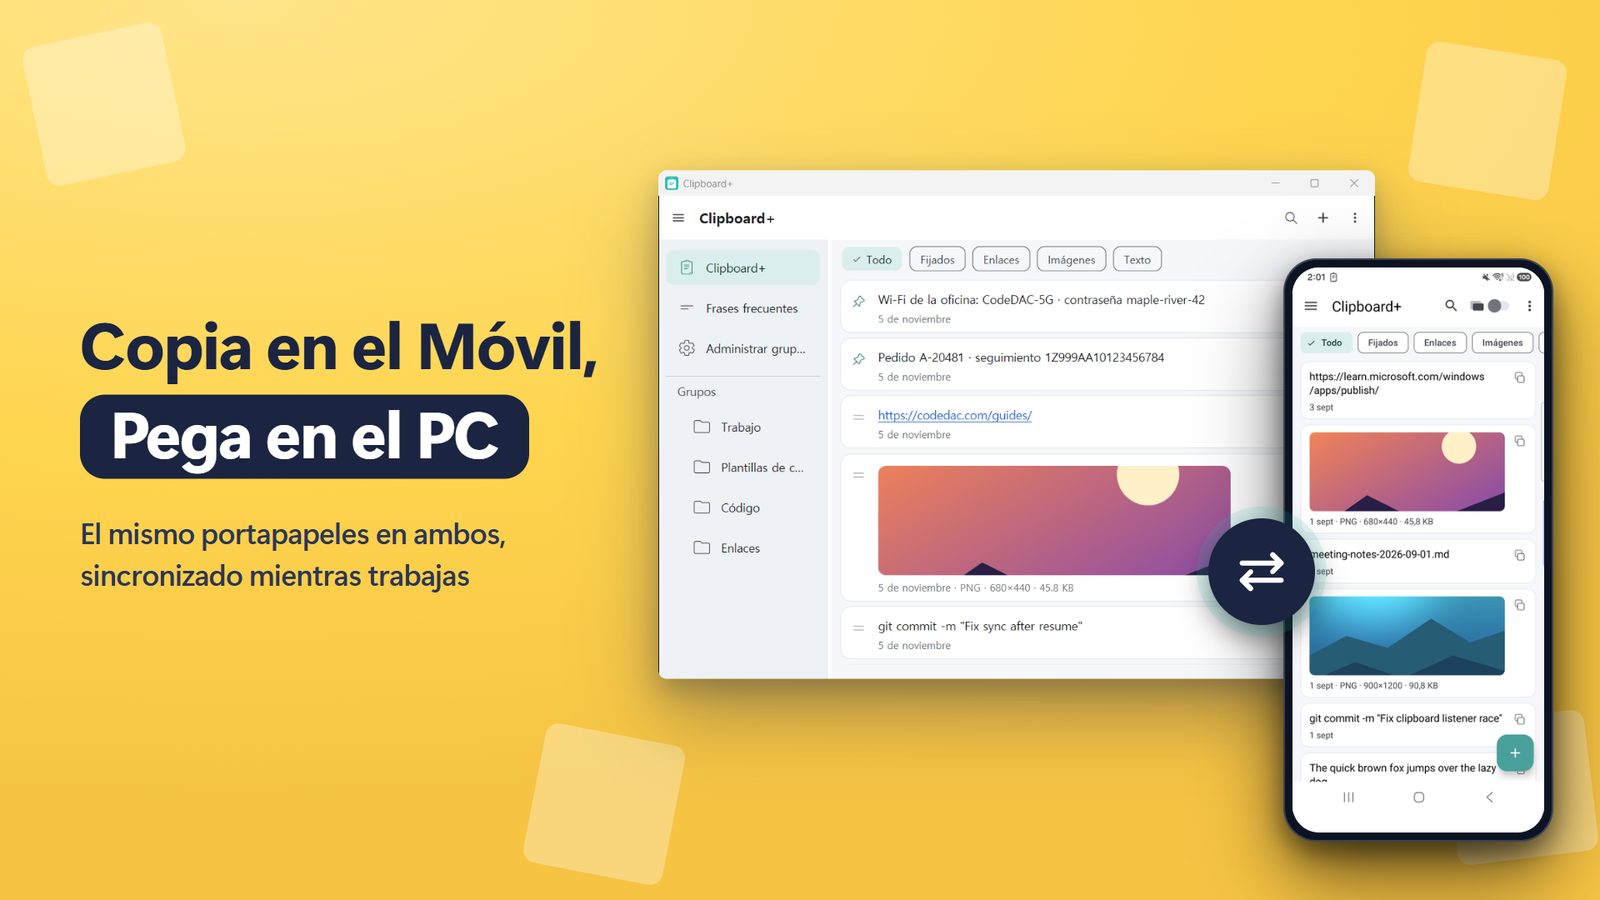 Copia en el Móvil,
Pega en el PC
El mismo portapapeles en ambos,
sincronizado mientras trabajas
Clipboard+
Clipboard+
Clipboard+
Frases frecuentes
Administrar grup...
Grupos
Trabajo
Plantillas de c...
Código
Enlaces
Todo
Fijados
Enlaces
Imágenes
Texto
Wi-Fi de la oficina: CodeDAC-5G · contraseña maple-river-42
5 de noviembre
Pedido A-20481 · seguimiento 1Z999AA10123456784
5 de noviembre
https://codedac.com/guides/
5 de noviembre
5 de noviembre · PNG · 680×440 · 45.8 KB
git commit -m "Fix sync after resume"
5 de noviembre
2:01
100
Clipboard+
Todo
Fijados
Enlaces
Imágenes
https://learn.microsoft.com/windows
/apps/publish/
3 sept
1 sept · PNG · 680×440 · 45,8 KB
meeting-notes-2026-09-01.md
sept
1 sept · PNG · 900×1200 · 90,8 KB
git commit -m "Fix clipboard listener race"
1 sept
The quick brown fox jumps over the lazy
dog